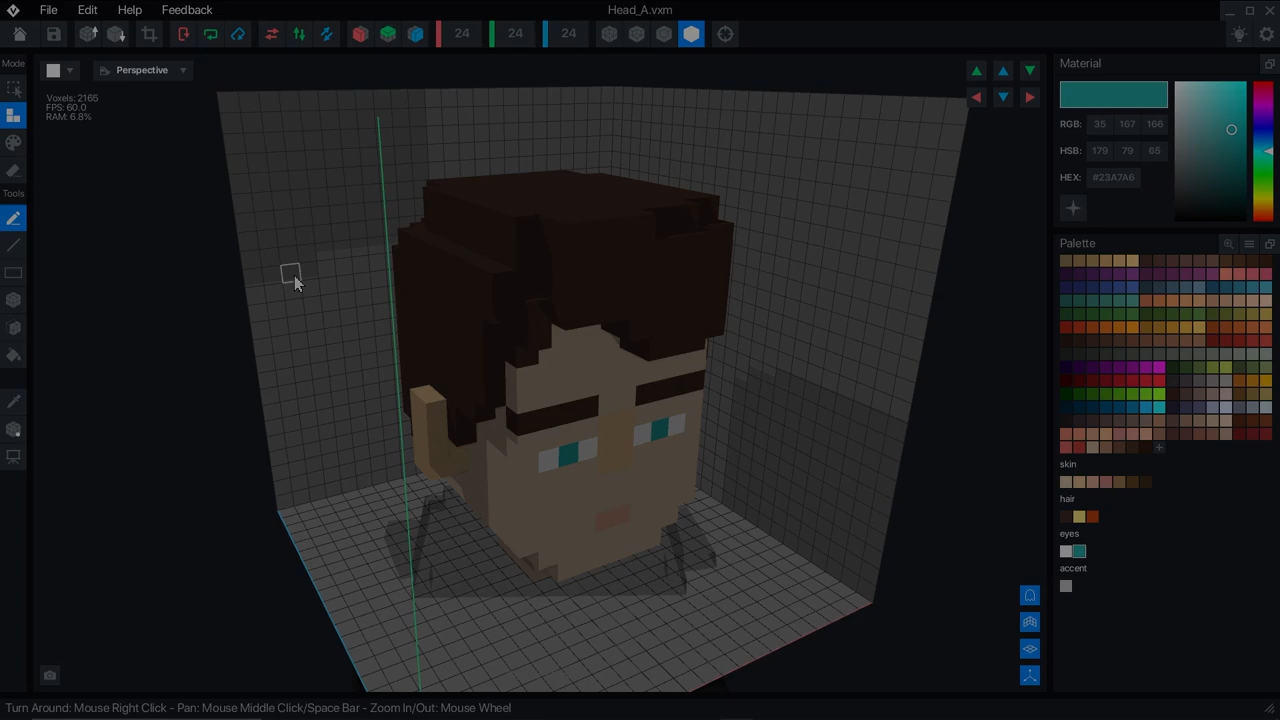 File Edit Help Feedback
Head_A.vxm
24 24 24
Mode
Perspective
Voxels: 2165
FPS: 60.0
RAM: 6.8%
Tools
Material
RGB: 35 167 166
HSB: 179 79 65
HEX: #23A7A6
Palette
skin
hair
eyes
accent
Turn Around: Mouse Right Click - Pan: Mouse Middle Click/Space Bar - Zoom In/Out: Mouse Wheel